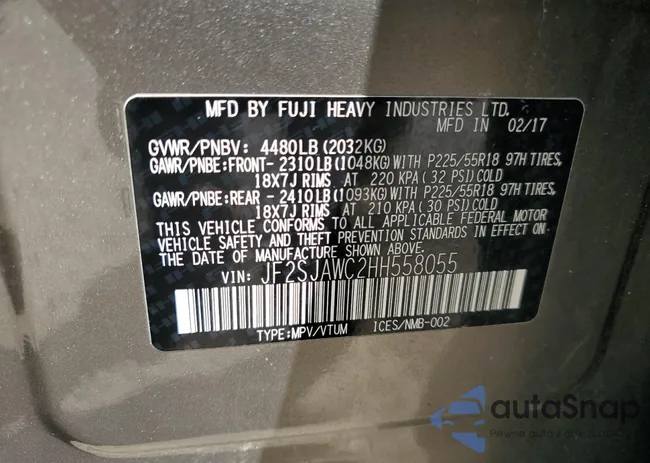 MFD BY FUJI HEAVY INDUSTRIES LTD.
MFD IN 02/17
GVWR/PNBV: 4480LB(2032KG)
GAWR/PNBE:FRONT- 2310LB(1048KG)WITH P225/55R18 97H TIRES,
18X7J RIMS AT 220 KPA( 32 PSI)COLD
GAWR/PNBE:REAR - 2410LB(1093KG)WITH P225/55R18 97H TIRES,
18X7J RIMS AT 210 KPA( 30 PSI)COLD
THIS VEHICLE CONFORMS TO ALL APPLICABLE FEDERAL MOTOR
VEHICLE SAFETY AND THEFT PREVENTION STANDARDS IN EFFECT ON
THE DATE OF MANUFACTURE SHOWN ABOVE.
VIN: JF2SJAWC2HH558055
TYPE:MPV/VTUM ICES/NMB-002
autaSnap
Pewne auta z